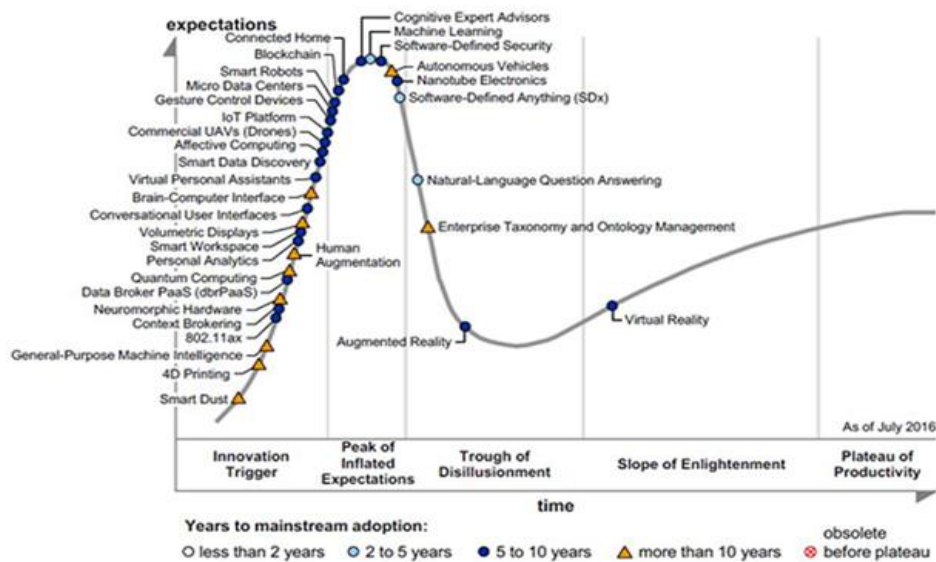 expectations
Cognitive Expert Advisors
Connected Home
Machine Learning
Blockchain
Software-Defined Security
Smart Robots
Autonomous Vehicles
Micro Data Centers
Nanotube Electronics
Gesture Control Devices
Software-Defined Anything (SDx)
IoT Platform
Commercial UAVs (Drones)
Affective Computing
Smart Data Discovery
Virtual Personal Assistants
Natural-Language Question Answering
Brain-Computer Interface
Conversational User Interfaces
Volumetric Displays
Enterprise Taxonomy and Ontology Management
Smart Workspace
Human
Augmentation
Personal Analytics
Quantum Computing
Data Broker PaaS (dbrPaaS)
Neuromorphic Hardware
Context Brokering
802.11ax
Virtual Reality
Augmented Reality
General-Purpose Machine Intelligence
4D Printing
Smart Dust
As of July 2016
Innovation
Trigger
Peak of
Inflated
Expectations
Trough of
Disillusionment
Slope of Enlightenment
Plateau of
Productivity
time
Years to mainstream adoption:
less than 2 years
2 to 5 years
5 to 10 years
more than 10 years
obsolete
before plateau